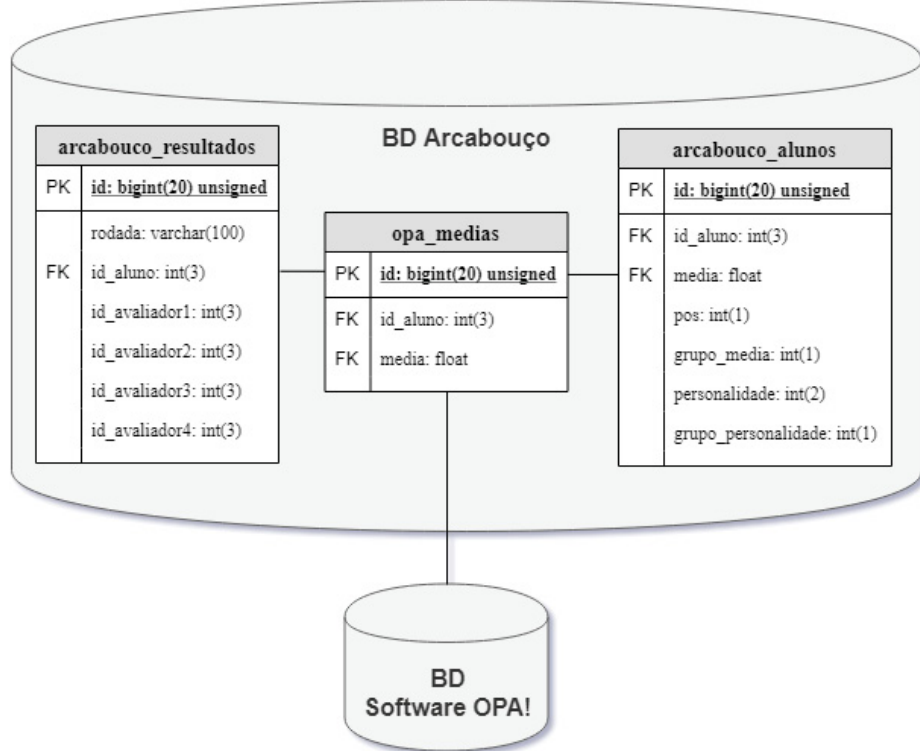 BD Arcabouço
arcabouco_resultados
PK id: bigint(20) unsigned
rodada: varchar(100)
FK id_aluno: int(3)
id_avaliador1: int(3)
id_avaliador2: int(3)
id_avaliador3: int(3)
id_avaliador4: int(3)
opa_medias
PK id: bigint(20) unsigned
FK id_aluno: int(3)
FK media: float
arcabouco_alunos
PK id: bigint(20) unsigned
FK id_aluno: int(3)
FK media: float
pos: int(1)
grupo_media: int(1)
personalidade: int(2)
grupo_personalidade: int(1)
BD
Software OPA!